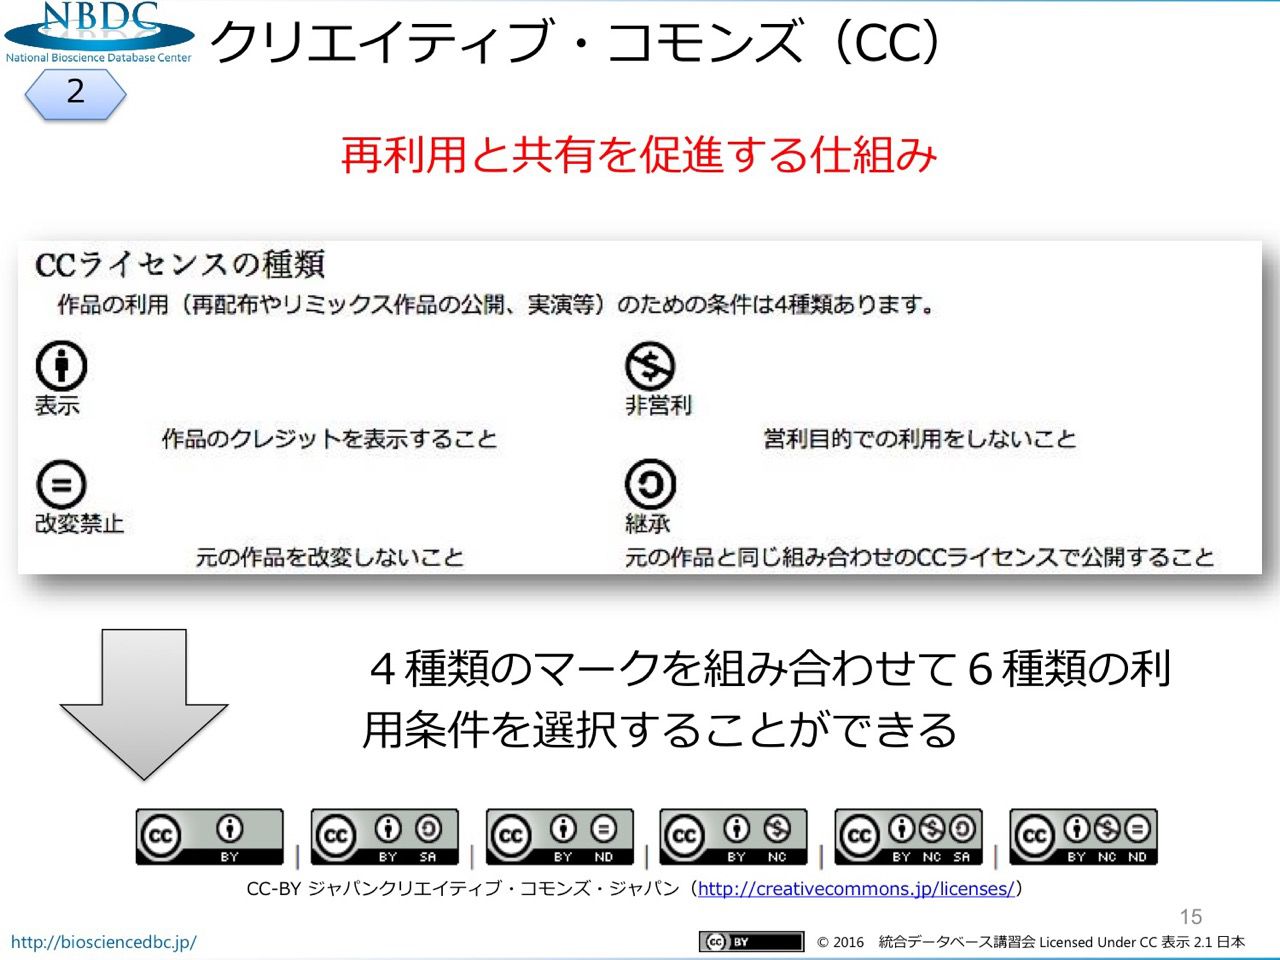 NBDC
National Bioscience Database Center
クリエイティブ・コモンズ（CC）
2
再利用と共有を促進する仕組み
CCライセンスの種類
作品の利用（再配布やリミックス作品の公開、実演等）のための条件は4種類あります。
表示
作品のクレジットを表示すること
非営利
営利目的での利用をしないこと
改変禁止
元の作品を改変しないこと
継承
元の作品と同じ組み合わせのCCライセンスで公開すること
４種類のマークを組み合わせて６種類の利
用条件を選択することができる
cc BY | cc BY SA | cc BY ND | cc BY NC | cc BY NC SA | cc BY NC ND
CC-BY ジャパンクリエイティブ・コモンズ・ジャパン（http://creativecommons.jp/licenses/）
15
http://biosciencedbc.jp/
cc BY © 2016 統合データベース講習会 Licensed Under CC 表示 2.1 日本